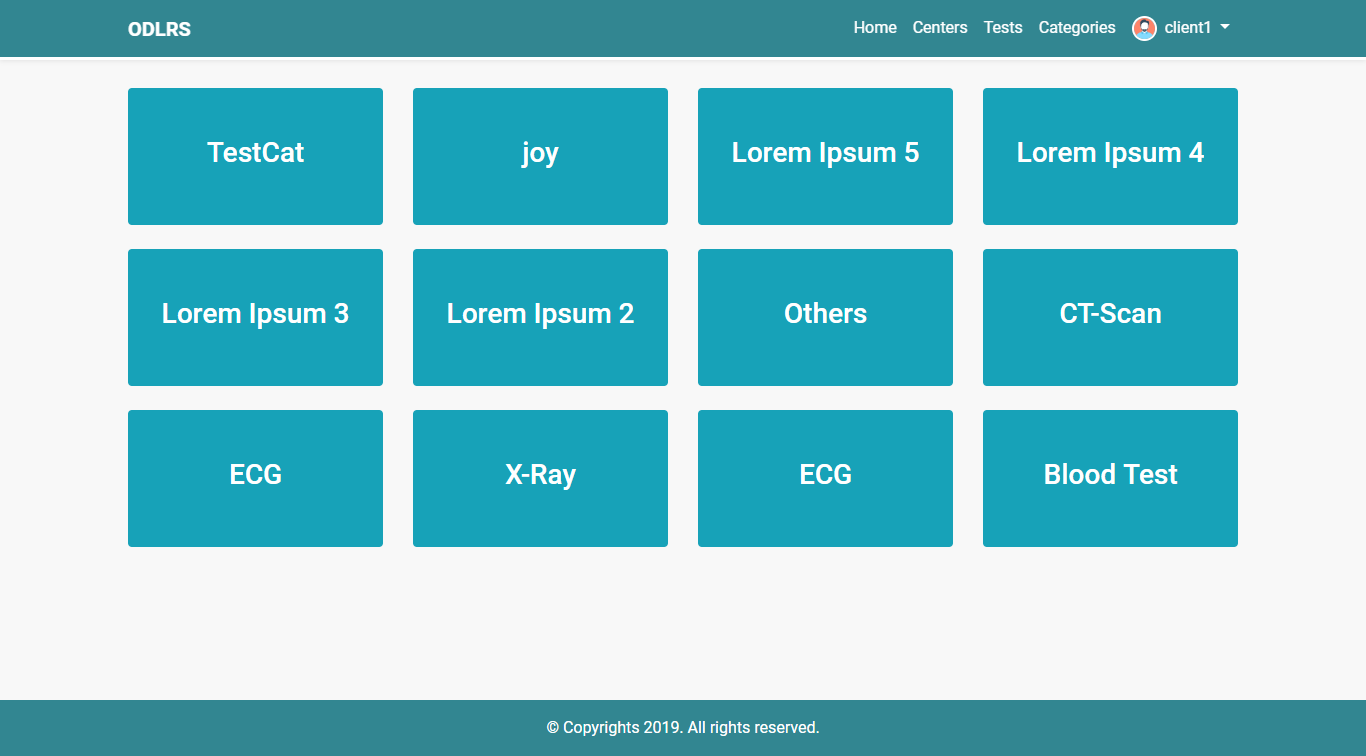 ODLRS
Home Centers Tests Categories client1
TestCat
joy
Lorem Ipsum 5
Lorem Ipsum 4
Lorem Ipsum 3
Lorem Ipsum 2
Others
CT-Scan
ECG
X-Ray
ECG
Blood Test
© Copyrights 2019. All rights reserved.